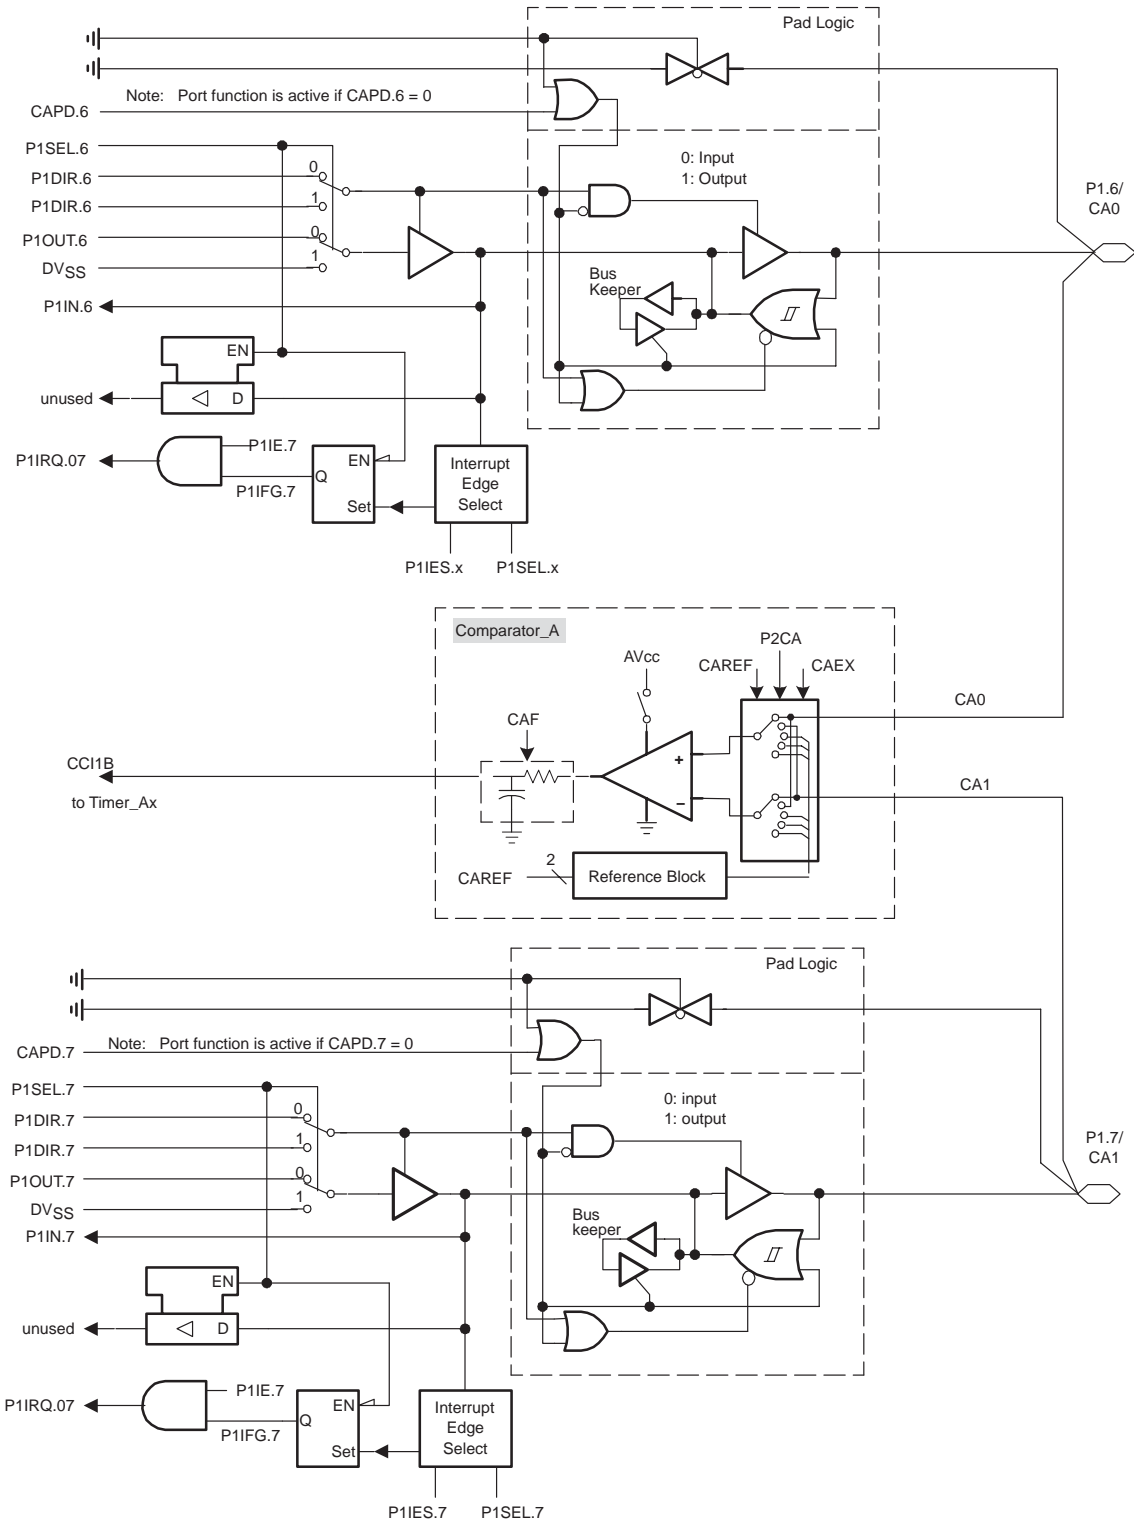 Pad Logic
Note: Port function is active if CAPD.6 = 0
CAPD.6
P1SEL.6
0
P1DIR.6
1
P1DIR.6
0: Input
1: Output
P1.6/
CA0
P1OUT.6
0
1
DVSS
Bus
Keeper
P1IN.6
EN
unused
D
P1IRQ.07
P1IE.7
P1IFG.7
EN
Q
Set
Interrupt
Edge
Select
P1IES.x
P1SEL.x
Comparator_A
P2CA
AVcc
CAREF
CAEX
CA0
CAF
+
CCI1B
to Timer_Ax
CA1
−
2
CAREF
Reference Block
Pad Logic
Note: Port function is active if CAPD.7 = 0
CAPD.7
P1SEL.7
0
P1DIR.7
1
P1DIR.7
0: input
1: output
P1.7/
CA1
P1OUT.7
0
1
DVSS
Bus
keeper
P1IN.7
EN
unused
D
P1IRQ.07
P1IE.7
P1IFG.7
EN
Q
Set
Interrupt
Edge
Select
P1IES.7
P1SEL.7